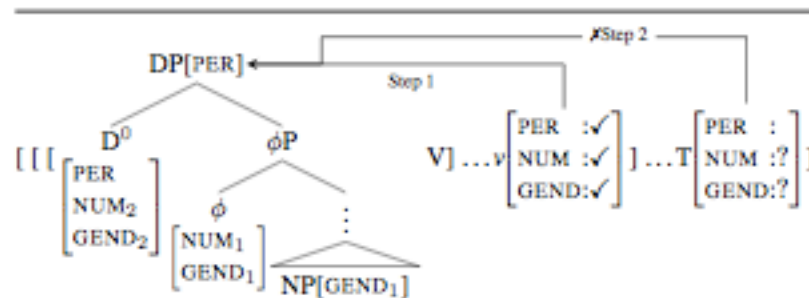 ✗Step 2
DP[PER]
Step 1
D⁰
ϕP
[ [ [ [PER NUM₂ GEND₂]
V] …v [PER :✓ NUM :✓ GEND:✓] ] …T [PER : NUM :? GEND:?] ]
ϕ
⋮
[NUM₁ GEND₁]
NP[GEND₁]